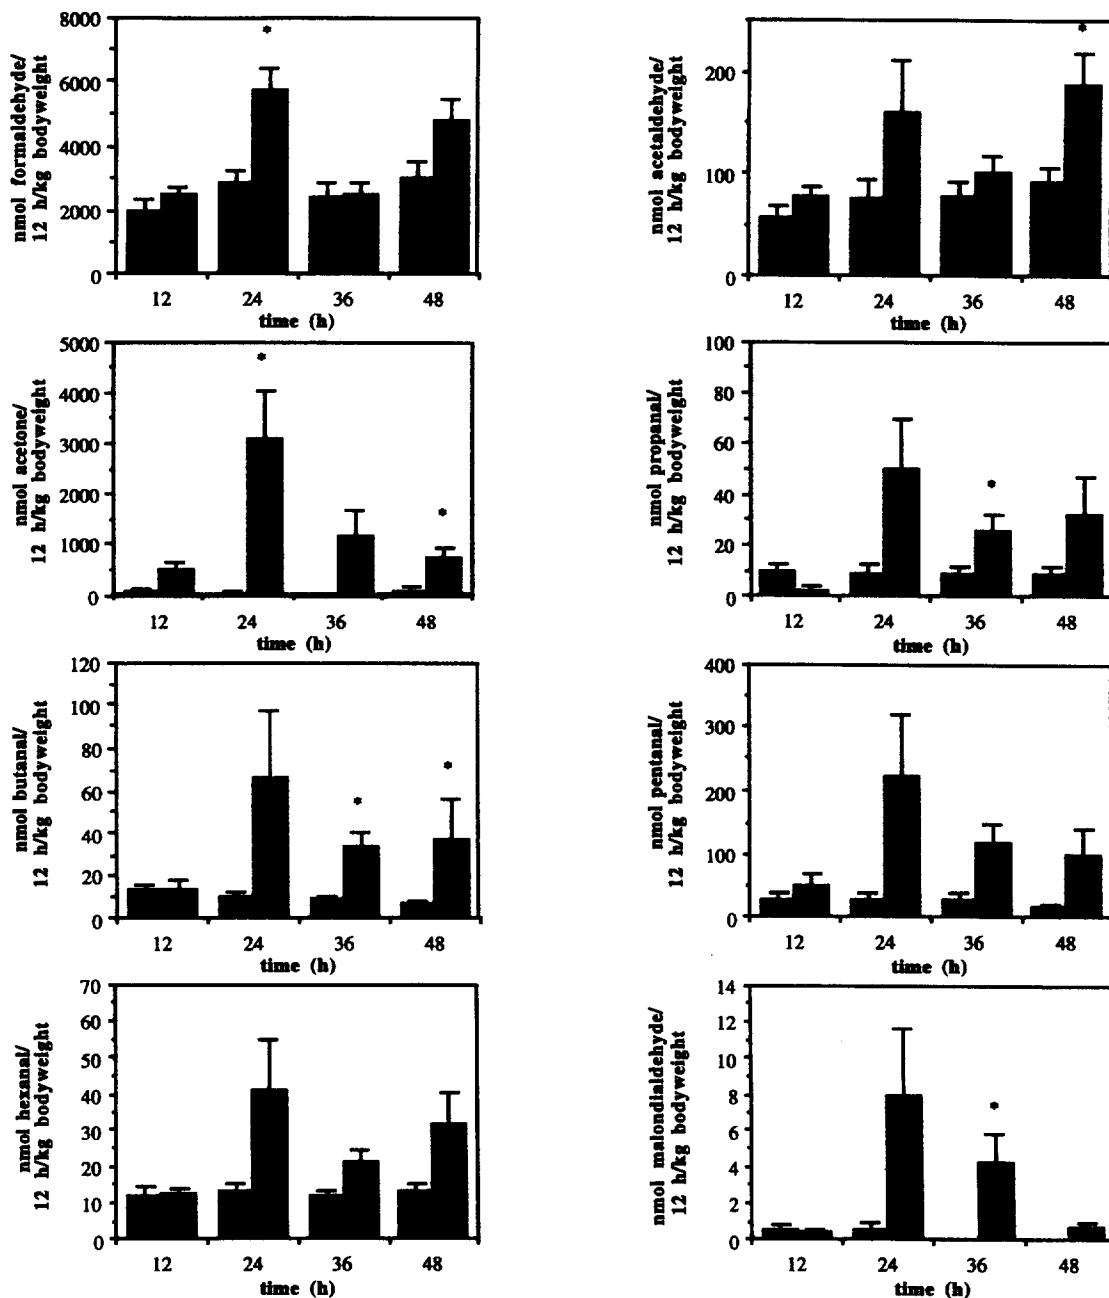 nmol formaldehyde/
12 h/kg bodyweight
8000
6000
4000
2000
0
*
12 24 36 48
time (h)
nmol acetaldehyde/
12 h/kg bodyweight
200
100
0
*
12 24 36 48
time (h)
nmol acetone/
12 h/kg bodyweight
5000
4000
3000
2000
1000
0
* *
12 24 36 48
time (h)
nmol propanal/
12 h/kg bodyweight
100
80
60
40
20
0
*
12 24 36 48
time (h)
nmol butanal/
12 h/kg bodyweight
120
100
80
60
40
20
0
* *
12 24 36 48
time (h)
nmol pentanal/
12 h/kg bodyweight
400
300
200
100
0
12 24 36 48
time (h)
nmol hexanal/
12 h/kg bodyweight
70
60
50
40
30
20
10
0
12 24 36 48
time (h)
nmol malondialdehyde/
12 h/kg bodyweight
14
12
10
8
6
4
2
0
*
12 24 36 48
time (h)